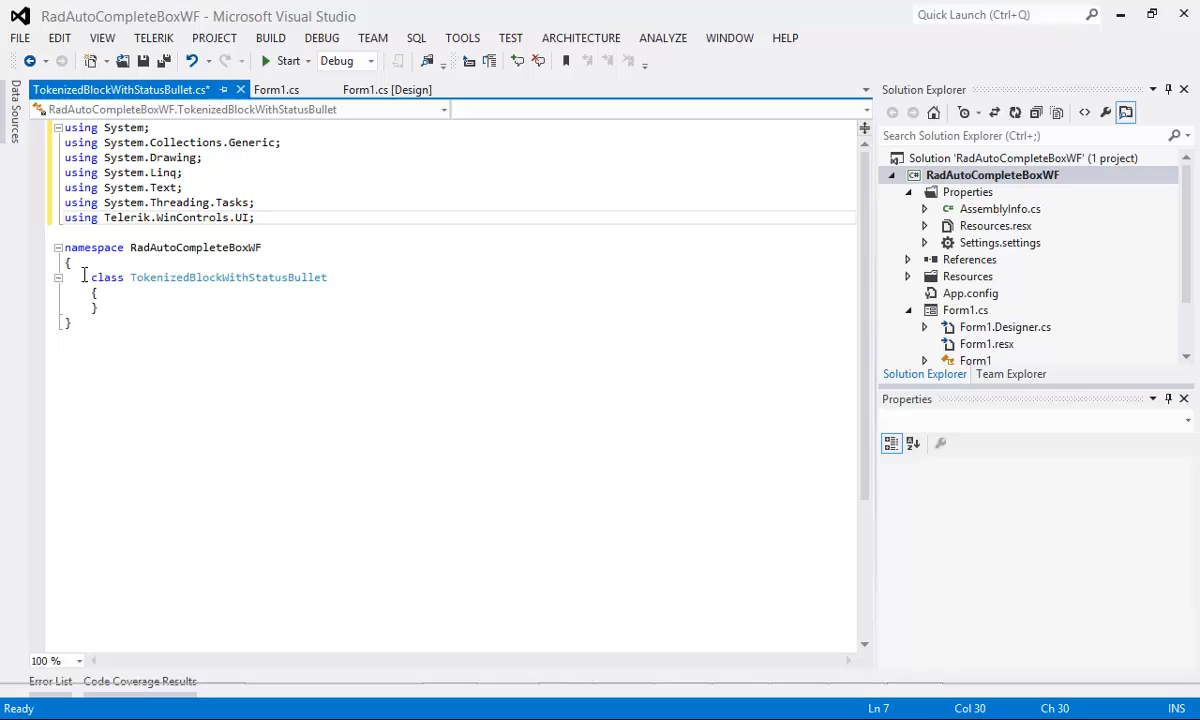 RadAutoCompleteBoxWF - Microsoft Visual Studio
Quick Launch (Ctrl+Q)
FILE EDIT VIEW TELERIK PROJECT BUILD DEBUG TEAM SQL TOOLS TEST ARCHITECTURE ANALYZE WINDOW HELP
Start Debug
Data Sources
TokenizedBlockWithStatusBullet.cs* Form1.cs Form1.cs [Design]
RadAutoCompleteBoxWF.TokenizedBlockWithStatusBullet
using System;
using System.Collections.Generic;
using System.Drawing;
using System.Linq;
using System.Text;
using System.Threading.Tasks;
using Telerik.WinControls.UI;
namespace RadAutoCompleteBoxWF
{
class TokenizedBlockWithStatusBullet
{
}
}
100 %
Error List Code Coverage Results
Solution Explorer
Search Solution Explorer (Ctrl+;)
Solution 'RadAutoCompleteBoxWF' (1 project)
C# RadAutoCompleteBoxWF
Properties
C# AssemblyInfo.cs
Resources.resx
Settings.settings
References
Resources
App.config
Form1.cs
Form1.Designer.cs
Form1.resx
Form1
Solution Explorer Team Explorer
Properties
Ready Ln 7 Col 30 Ch 30 INS